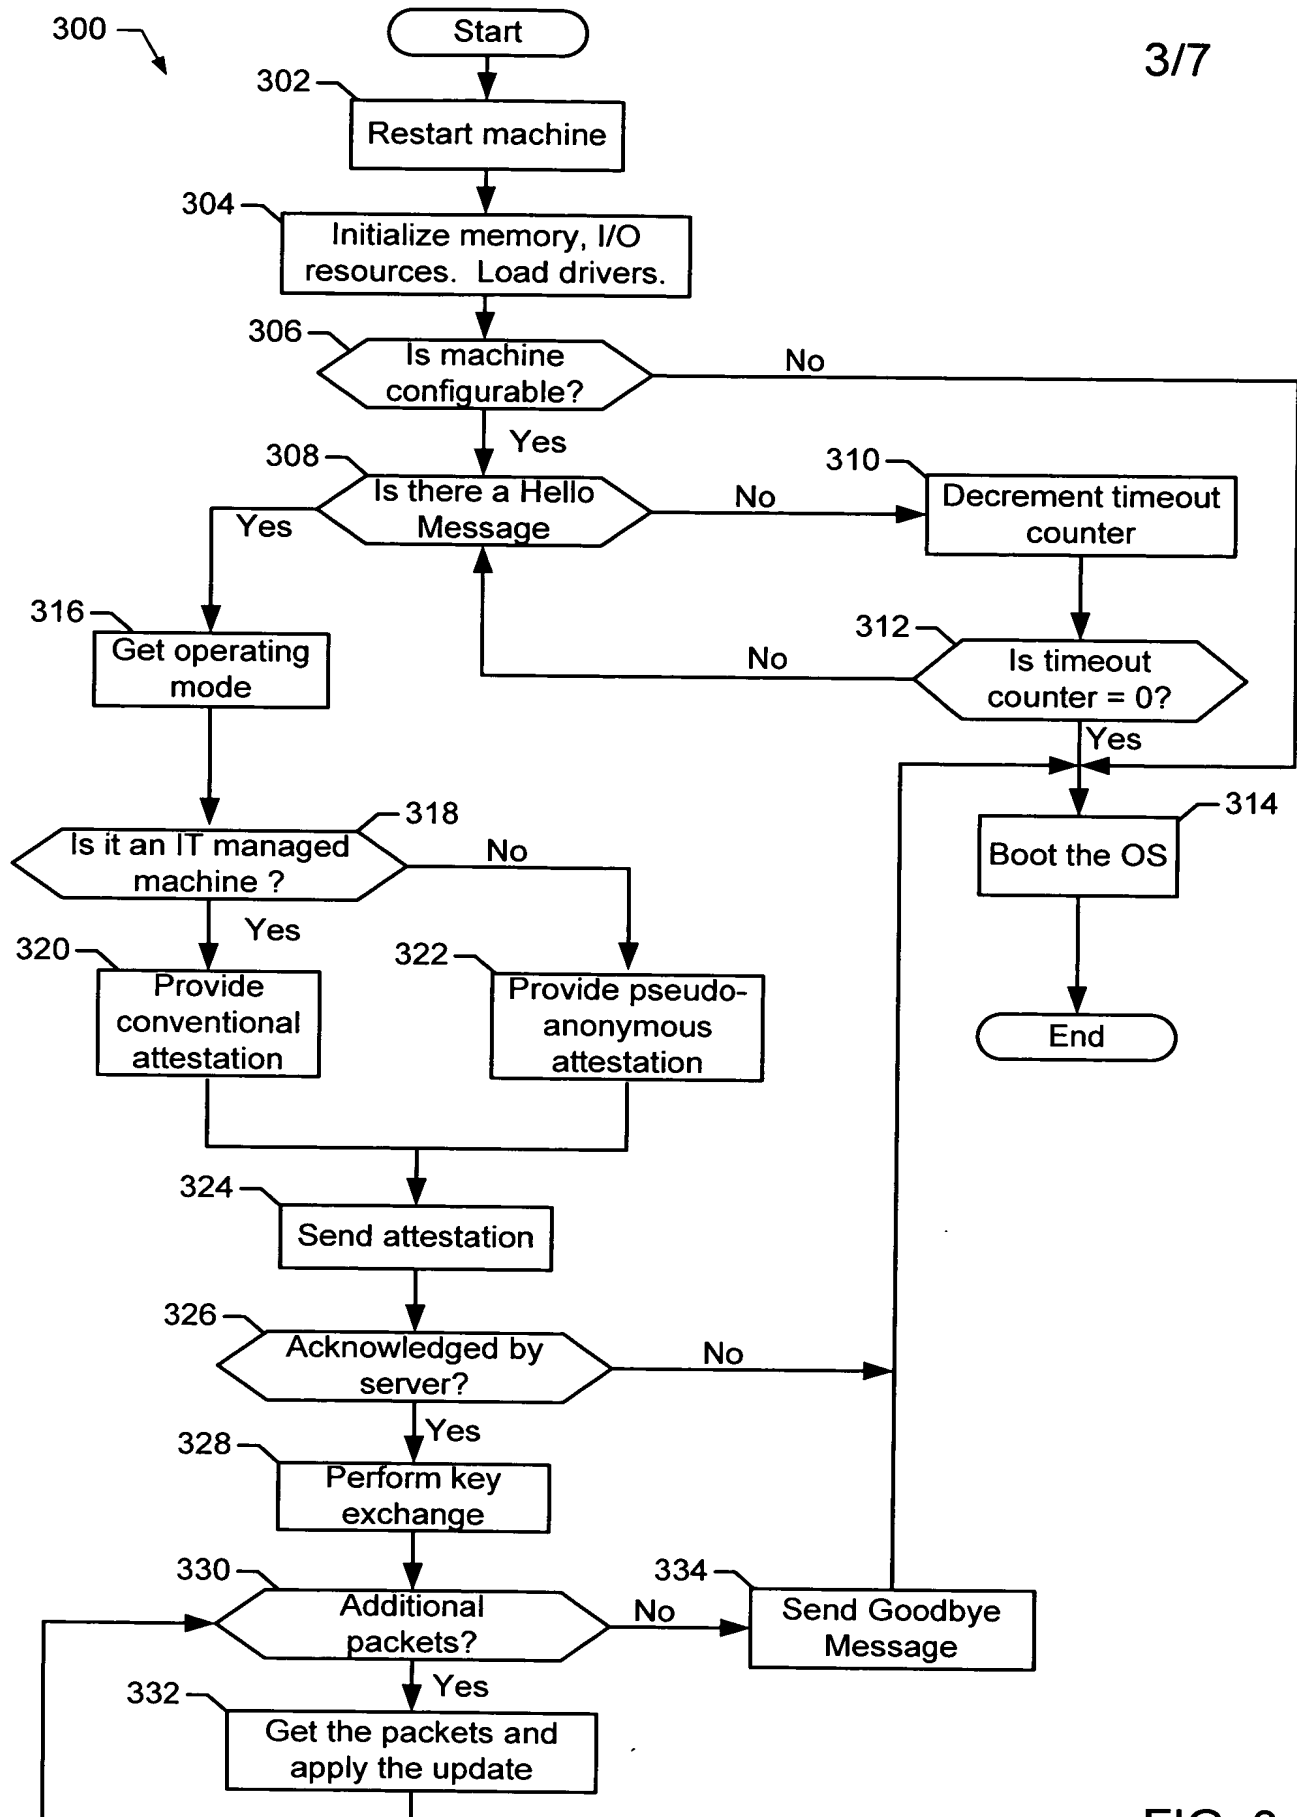 300
Start
3/7
302
Restart machine
304
Initialize memory, I/O
resources. Load drivers.
306
Is machine
configurable?
No
Yes
308
Is there a Hello
Message
No
Yes
310
Decrement timeout
counter
312
Is timeout
counter = 0?
No
Yes
314
Boot the OS
End
316
Get operating
mode
318
Is it an IT managed
machine ?
No
Yes
320
Provide
conventional
attestation
322
Provide pseudo-
anonymous
attestation
324
Send attestation
326
Acknowledged by
server?
No
Yes
328
Perform key
exchange
330
Additional
packets?
No
Yes
334
Send Goodbye
Message
332
Get the packets and
apply the update